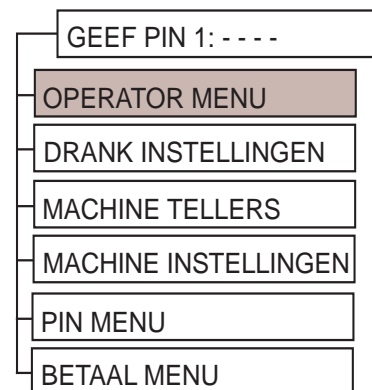 GEEF PIN 1: - - - -
OPERATOR MENU
DRANK INSTELLINGEN
MACHINE TELLERS
MACHINE INSTELLINGEN
PIN MENU
BETAAL MENU